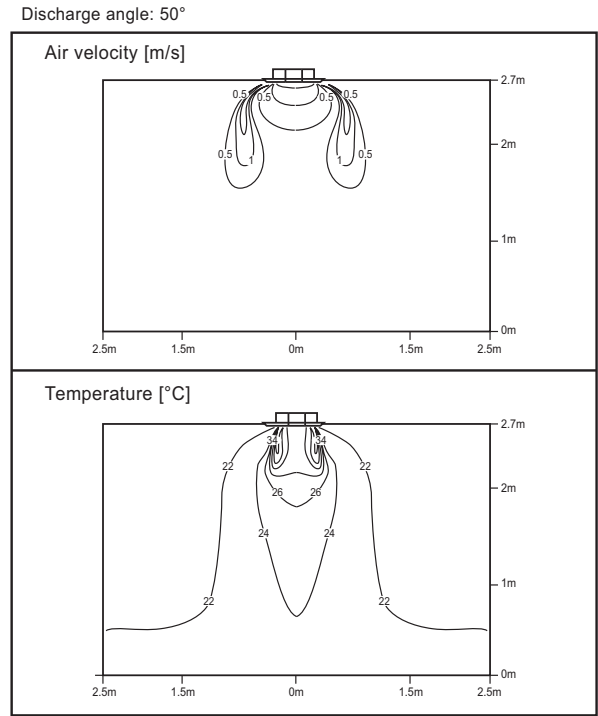 Discharge angle: 50°
Air velocity [m/s]
2.7m
0.5 0.5 0.5 0.5
2m
0.5 1 1 0.5
1m
0m
2.5m 1.5m 0m 1.5m 2.5m
Temperature [°C]
2.7m
34 34
22 22
2m
26 26
24 24
1m
22 22
0m
2.5m 1.5m 0m 1.5m 2.5m